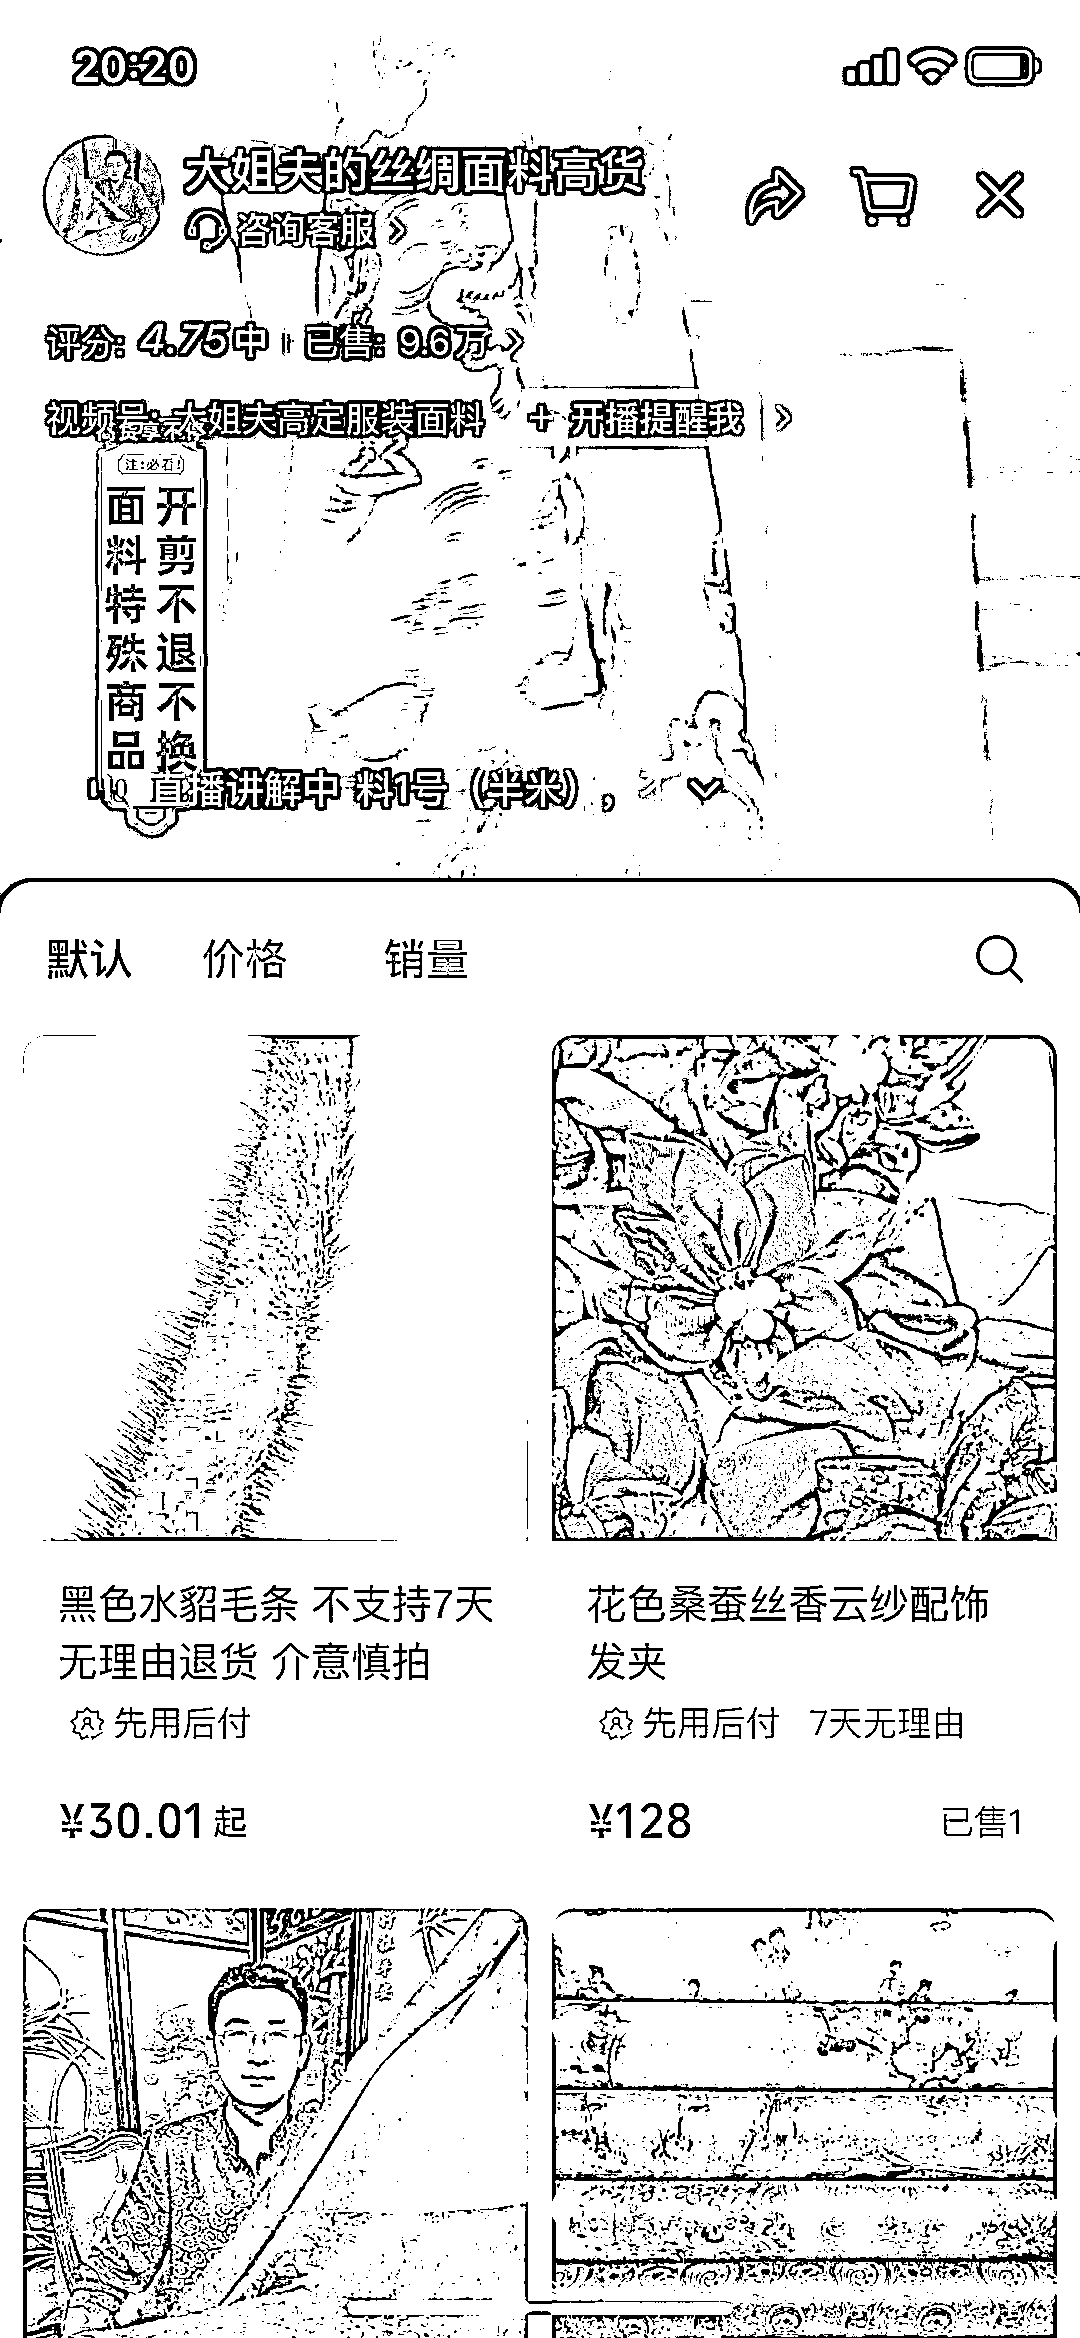 20:20
大姐夫的丝绸面料高货
咨询客服
评分: 4.75中 已售: 9.6万
视频号: 大姐夫高定服装面料 + 开播提醒我
注:必看!
开剪不退不换
面料特殊商品
直播讲解中 料1号（半米），
默认 价格 销量
黑色水貂毛条 不支持7天
无理由退货 介意慎拍
先用后付
¥30.01起
花色桑蚕丝香云纱配饰
发夹
先用后付 7天无理由
¥128 已售1